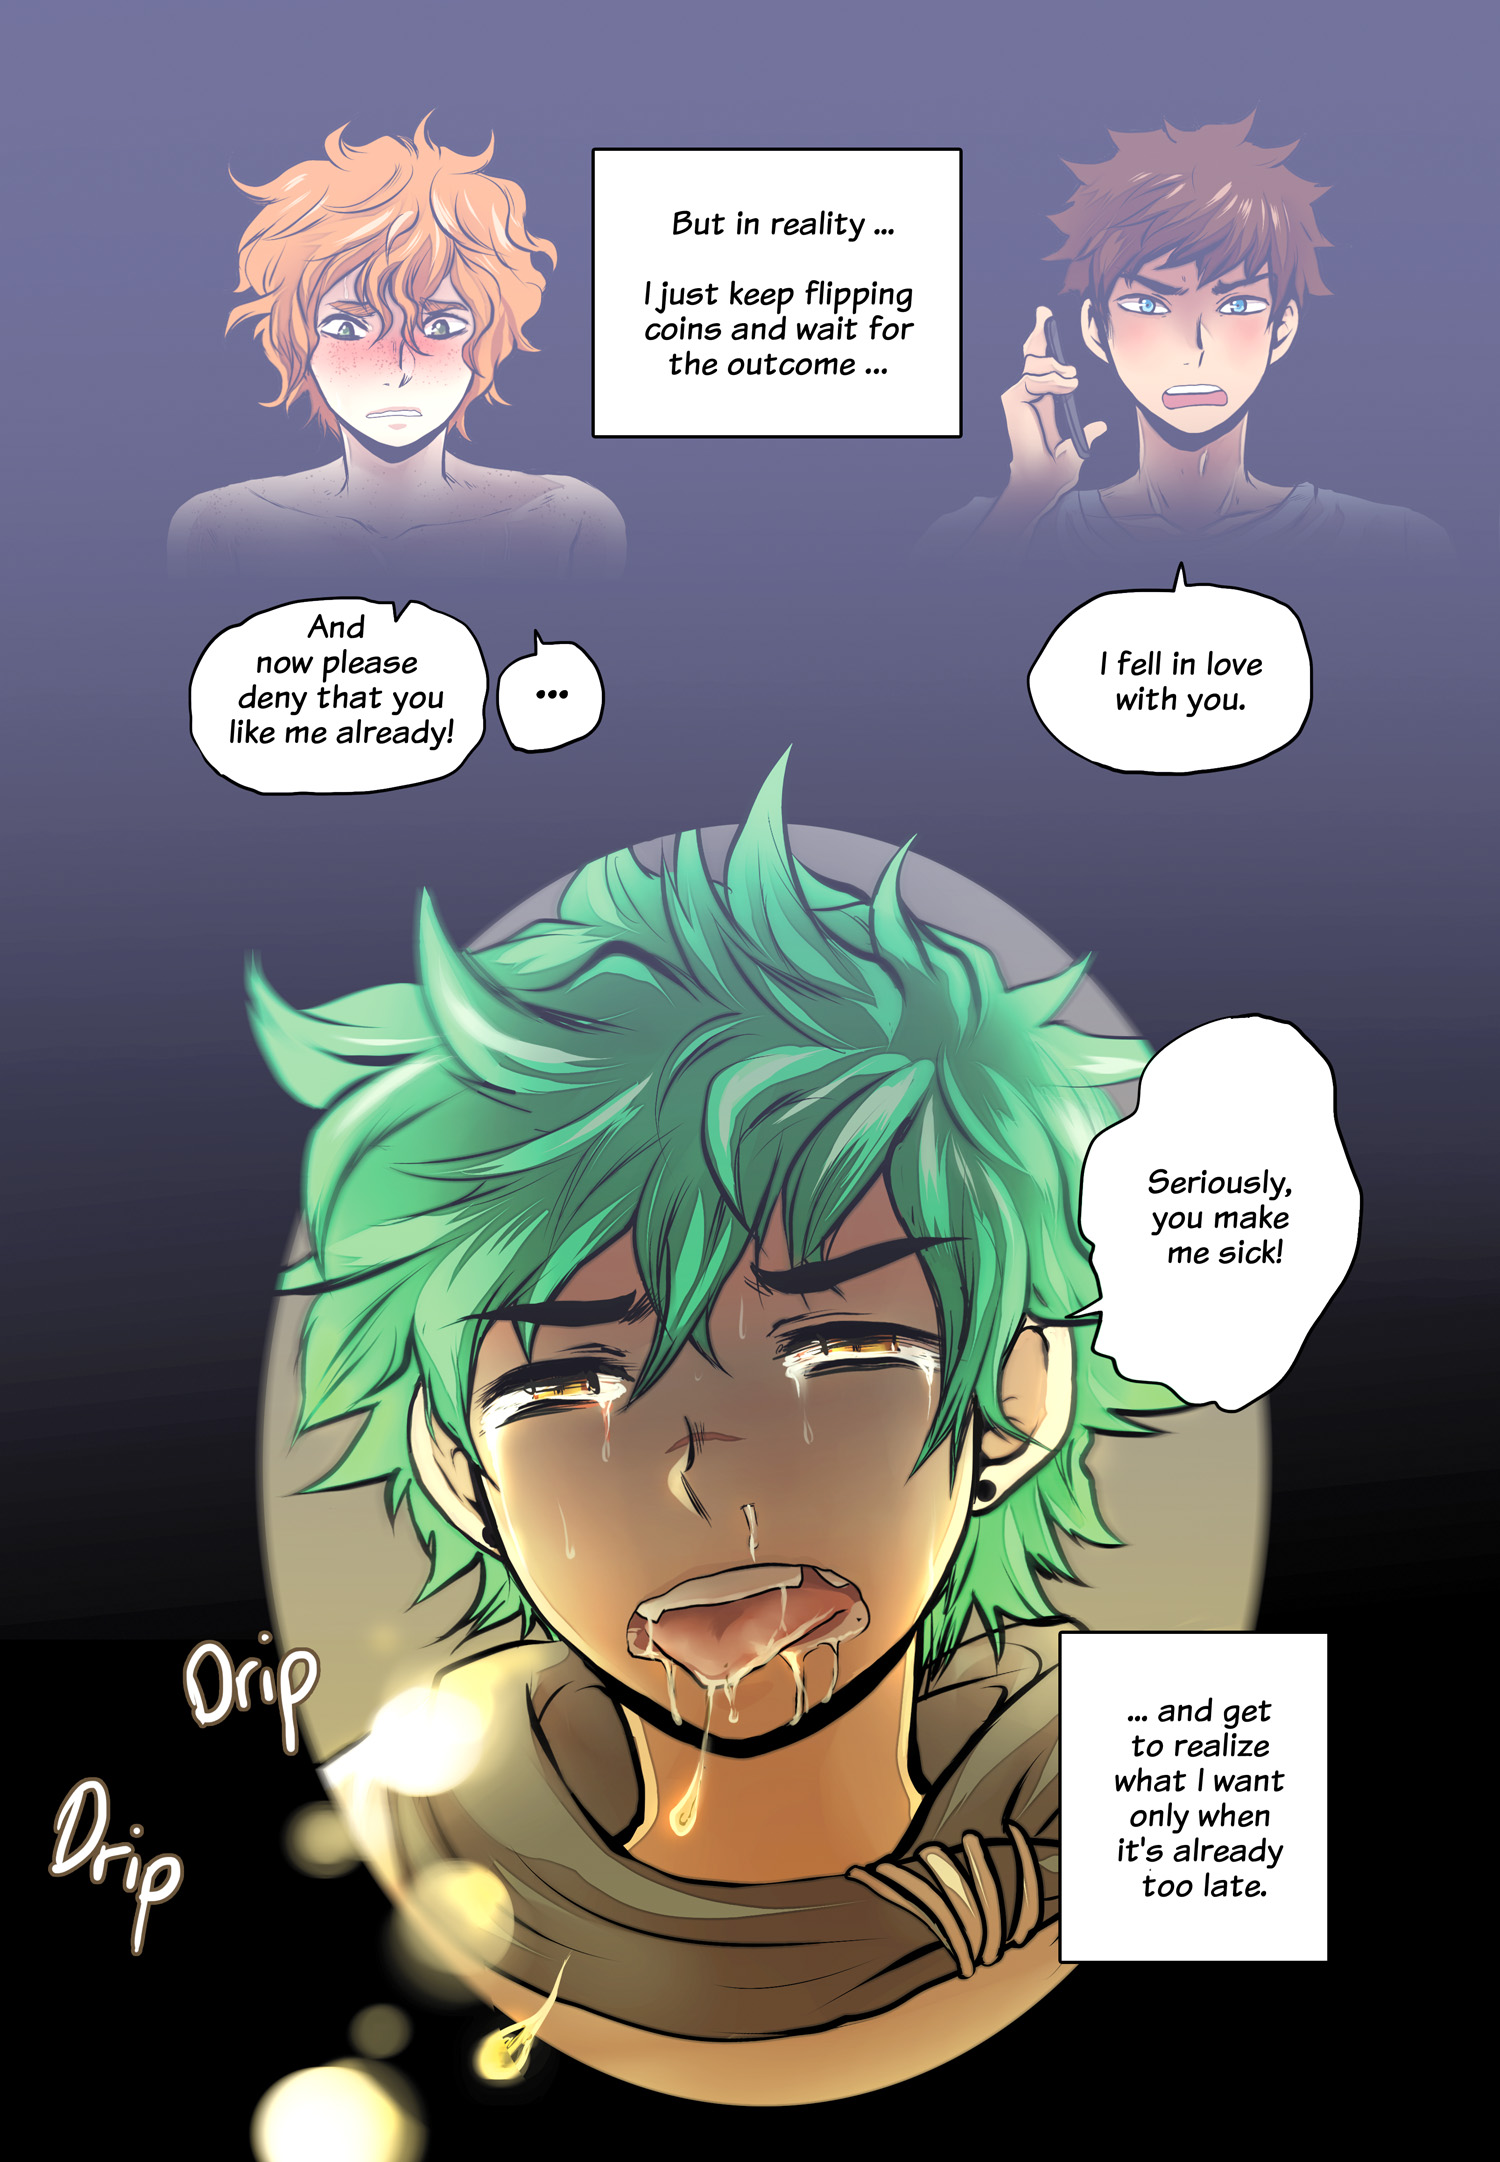 But in reality ...
I just keep flipping
coins and wait for
the outcome ...
And
now please
deny that you
like me already!
...
I fell in love
with you.
Seriously,
you make
me sick!
Drip
Drip
... and get
to realize
what I want
only when
it's already
too late.